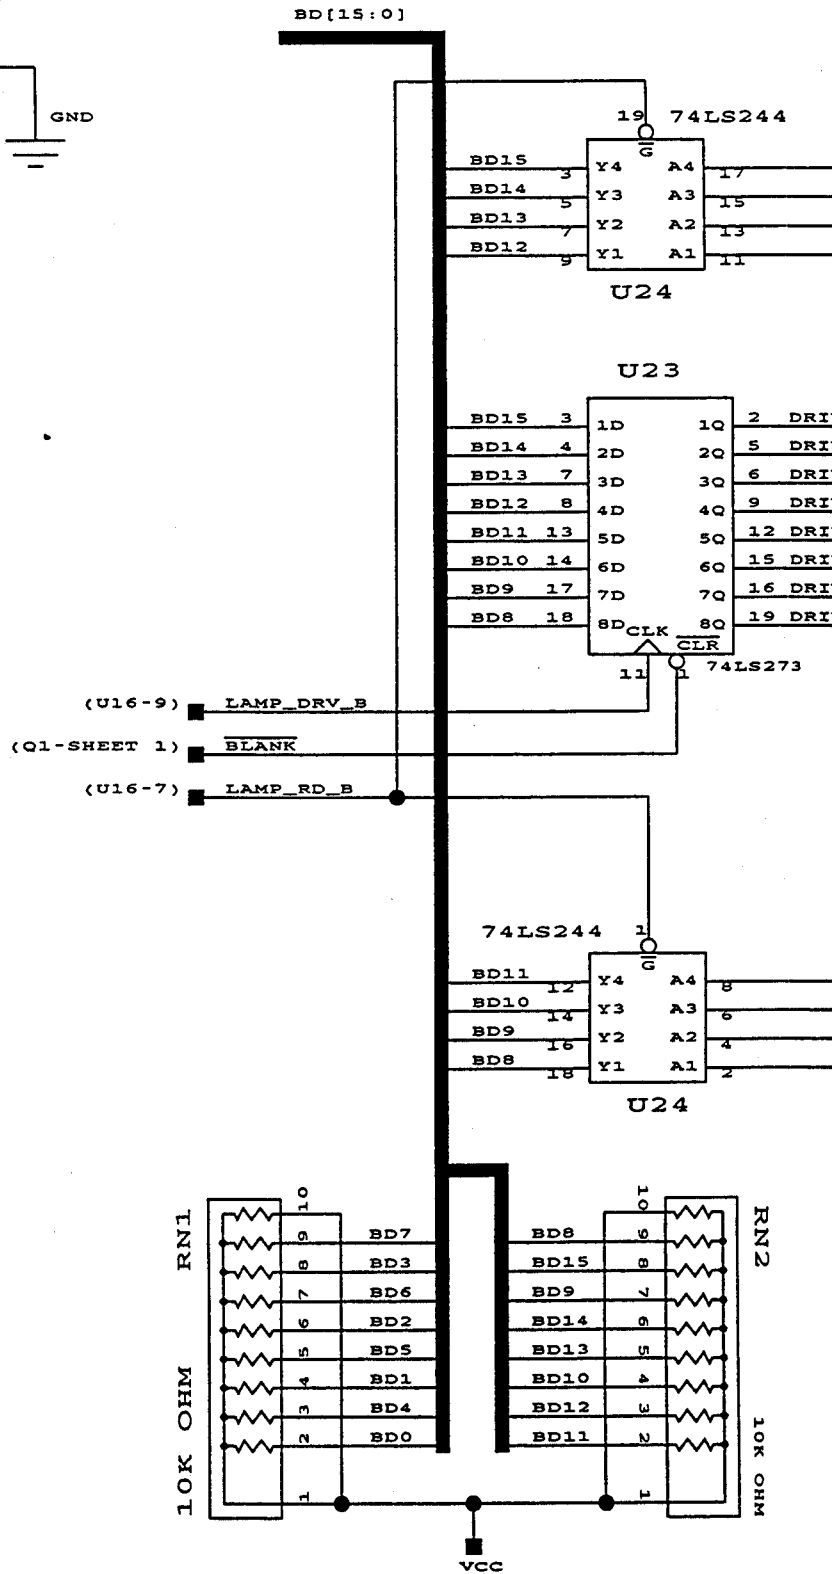 BD[15:0]
GND
19 74LS244
G
BD15 3 Y4 A4 17
BD14 5 Y3 A3 15
BD13 7 Y2 A2 13
BD12 9 Y1 A1 11
U24
U23
BD15 3 1D 1Q 2
BD14 4 2D 2Q 5
BD13 7 3D 3Q 6
BD12 8 4D 4Q 9
BD11 13 5D 5Q 12
BD10 14 6D 6Q 15
BD9 17 7D 7Q 16
BD8 18 8D 8Q 19
CLK CLR
11 1 74LS273
(U16-9) LAMP_DRV_B
(Q1-SHEET 1) BLANK
(U16-7) LAMP_RD_B
74LS244 1
G
BD11 12 Y4 A4 8
BD10 14 Y3 A3 6
BD9 16 Y2 A2 4
BD8 18 Y1 A1 2
U24
RN1
10K OHM
10
9 BD7
8 BD3
7 BD6
6 BD2
5 BD5
4 BD1
3 BD4
2 BD0
1
10
BD8 9
BD15 8
BD9 7
BD14 6
BD13 5
BD10 4
BD12 3
BD11 2
1
RN2
10K OHM
VCC